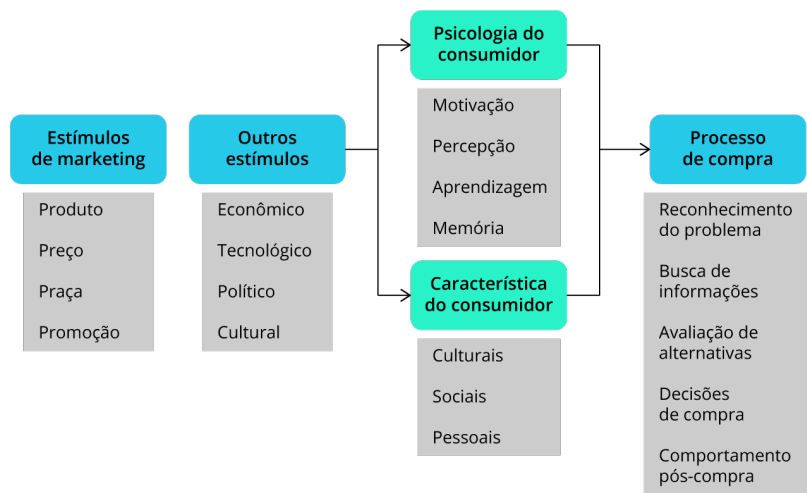 Estímulos
de marketing
Produto
Preço
Praça
Promoção
Outros
estímulos
Econômico
Tecnológico
Político
Cultural
Psicologia do
consumidor
Motivação
Percepção
Aprendizagem
Memória
Característica
do consumidor
Culturais
Sociais
Pessoais
Processo
de compra
Reconhecimento
do problema
Busca de
informações
Avaliação de
alternativas
Decisões
de compra
Comportamento
pós-compra